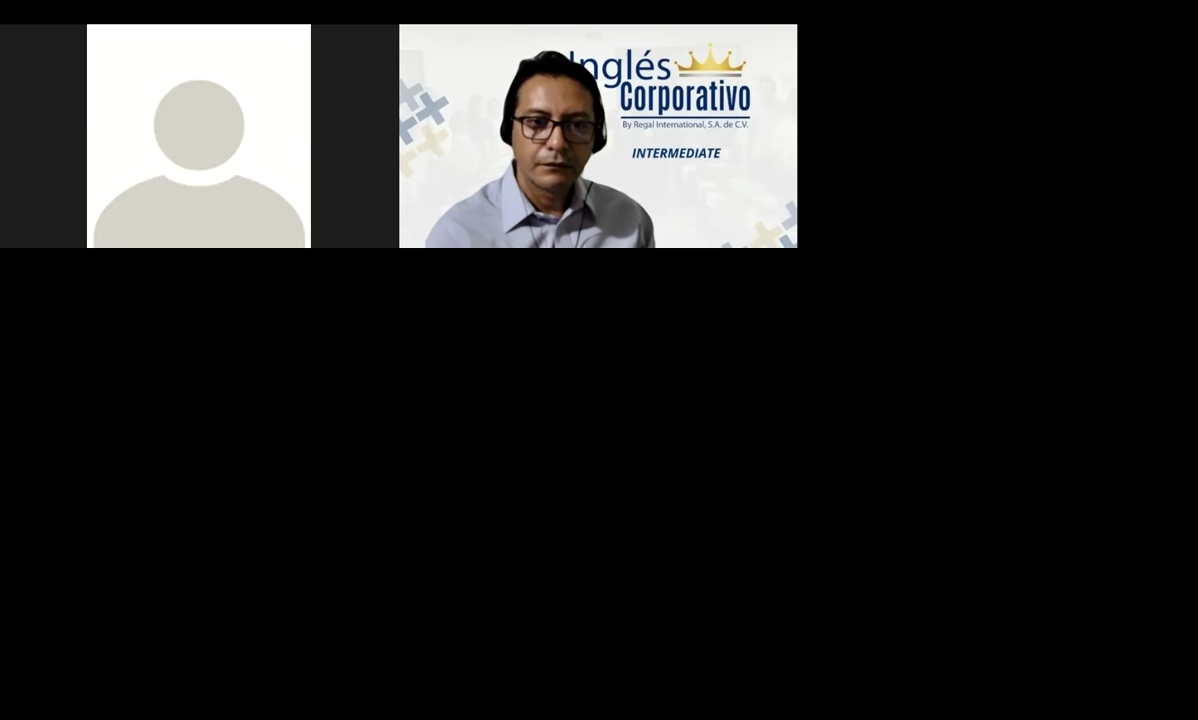 Inglés
Corporativo
By Regal International, S.A. de C.V.
INTERMEDIATE